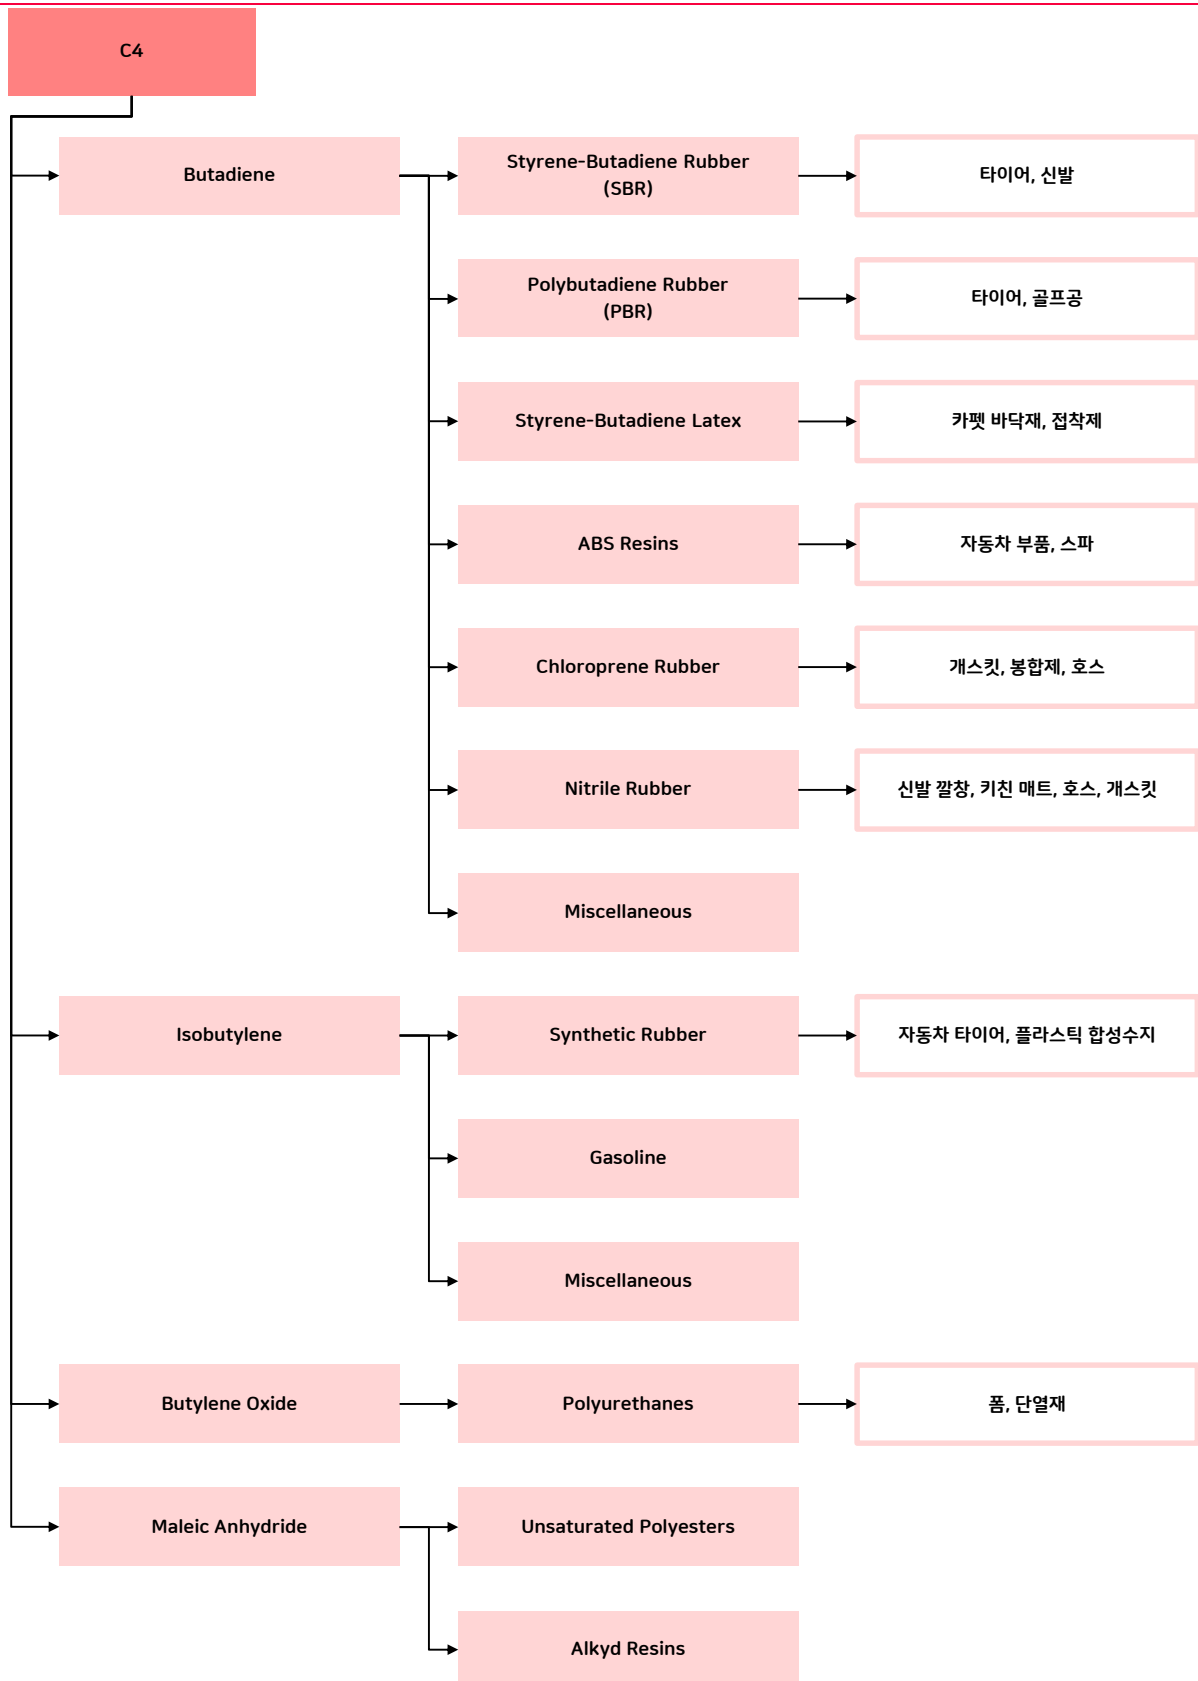 C4
Butadiene
Styrene-Butadiene Rubber
(SBR)
타이어, 신발
Polybutadiene Rubber
(PBR)
타이어, 골프공
Styrene-Butadiene Latex
카펫 바닥재, 접착제
ABS Resins
자동차 부품, 스파
Chloroprene Rubber
개스킷, 봉합제, 호스
Nitrile Rubber
신발 깔창, 키친 매트, 호스, 개스킷
Miscellaneous
Isobutylene
Synthetic Rubber
자동차 타이어, 플라스틱 합성수지
Gasoline
Miscellaneous
Butylene Oxide
Polyurethanes
폼, 단열재
Maleic Anhydride
Unsaturated Polyesters
Alkyd Resins